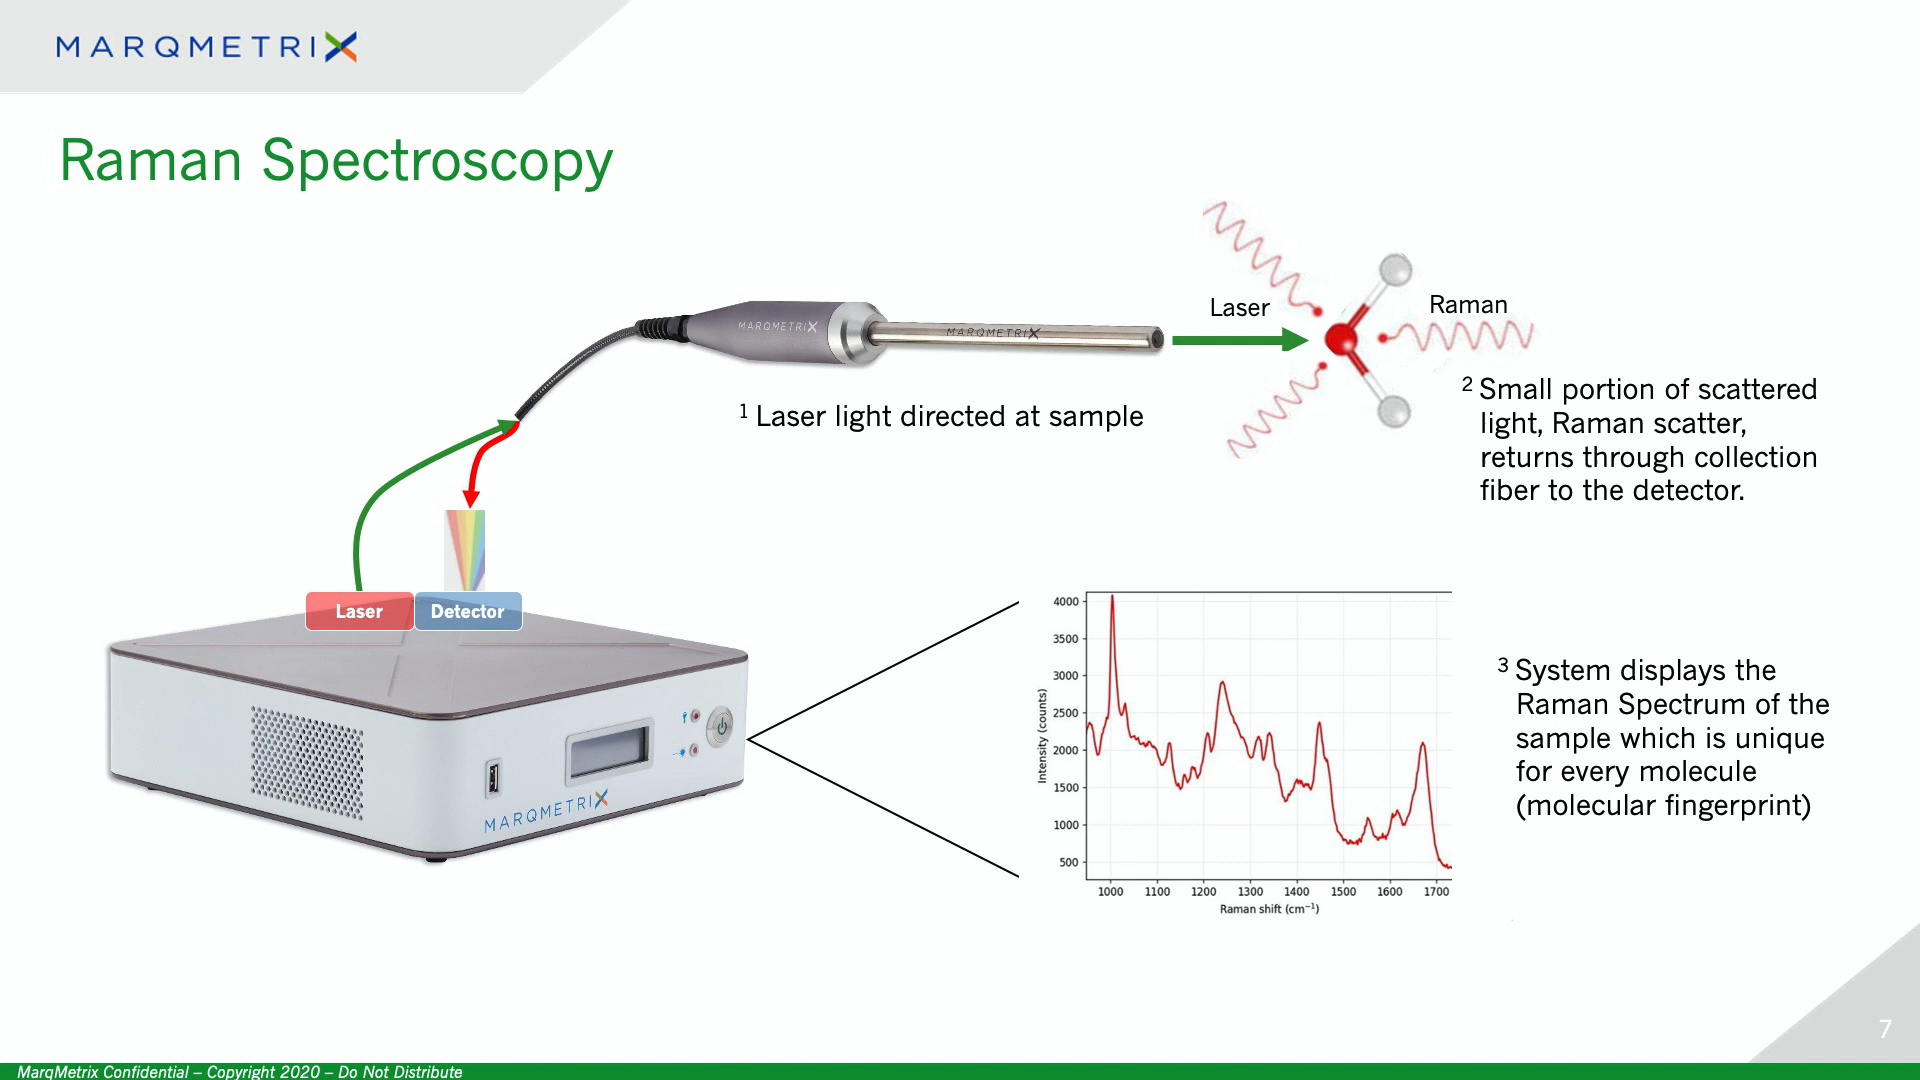 MARQMETRIX
Raman Spectroscopy
MARQMETRIX
MARQMETRIX
Laser
Raman
1 Laser light directed at sample
2 Small portion of scattered
light, Raman scatter,
returns through collection
fiber to the detector.
Laser
Detector
MARQMETRIX
4000
3500
3000
2500
2000
1500
1000
500
Intensity (counts)
1000 1100 1200 1300 1400 1500 1600 1700
Raman shift (cm⁻¹)
3 System displays the
Raman Spectrum of the
sample which is unique
for every molecule
(molecular fingerprint)
7
MarqMetrix Confidential – Copyright 2020 – Do Not Distribute